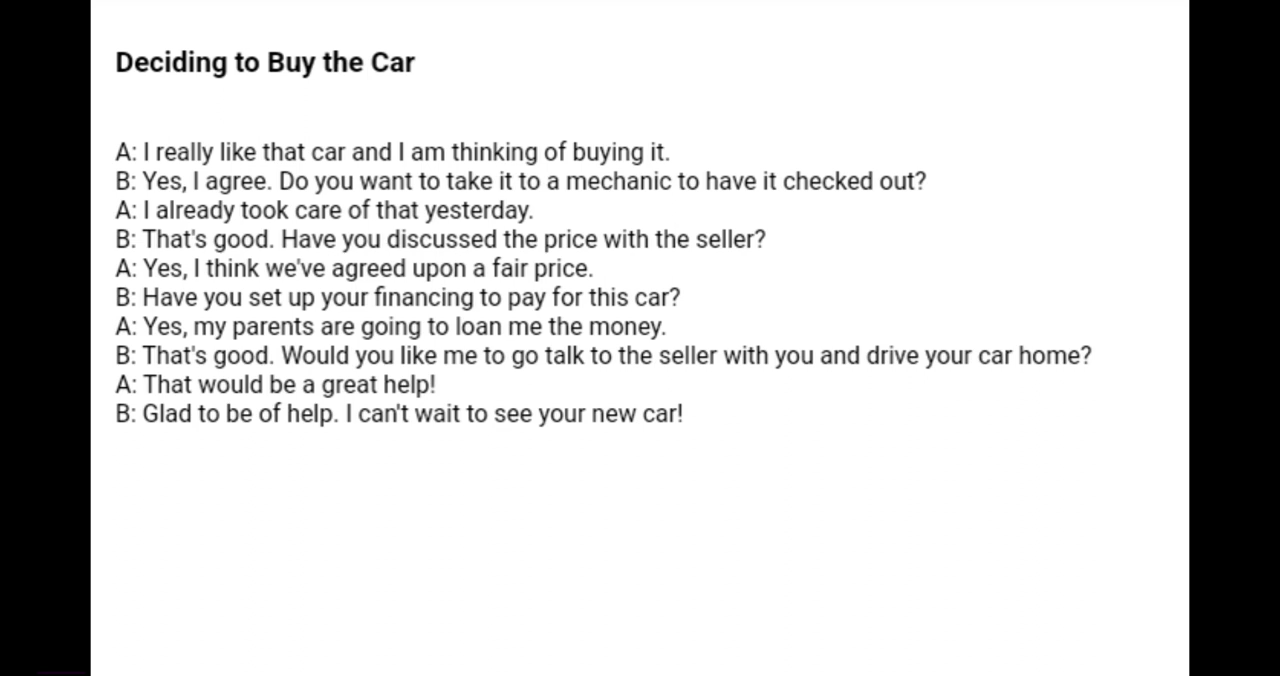 Deciding to Buy the Car
A: I really like that car and I am thinking of buying it.
B: Yes, I agree. Do you want to take it to a mechanic to have it checked out?
A: I already took care of that yesterday.
B: That's good. Have you discussed the price with the seller?
A: Yes, I think we've agreed upon a fair price.
B: Have you set up your financing to pay for this car?
A: Yes, my parents are going to loan me the money.
B: That's good. Would you like me to go talk to the seller with you and drive your car home?
A: That would be a great help!
B: Glad to be of help. I can't wait to see your new car!